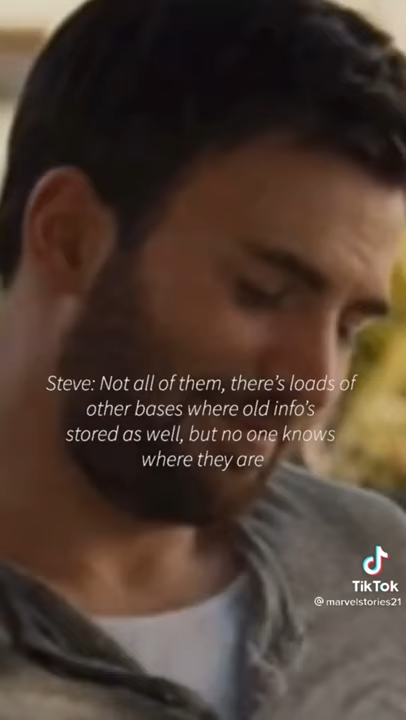 Steve: Not all of them, there's loads of
other bases where old info's
stored as well, but no one knows
where they are
TikTok
@marvelstories21